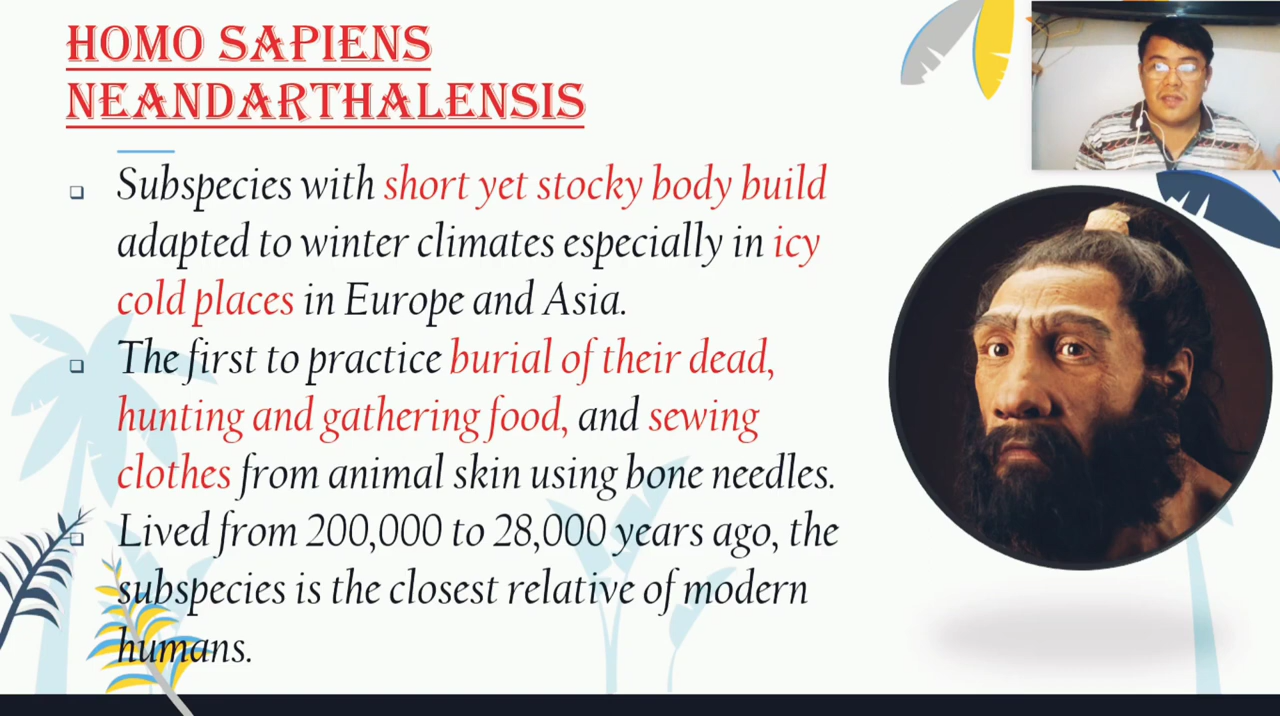 HOMO SAPIENS
NEANDARTHALENSIS
Subspecies with short yet stocky body build
adapted to winter climates especially in icy
cold places in Europe and Asia.
The first to practice burial of their dead,
hunting and gathering food, and sewing
clothes from animal skin using bone needles.
Lived from 200,000 to 28,000 years ago, the
subspecies is the closest relative of modern
humans.